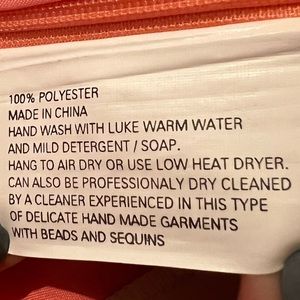 100% POLYESTER
MADE IN CHINA
HAND WASH WITH LUKE WARM WATER
AND MILD DETERGENT / SOAP.
HANG TO AIR DRY OR USE LOW HEAT DRYER.
CAN ALSO BE PROFESSIONALY DRY CLEANED
BY A CLEANER EXPERIENCED IN THIS TYPE
OF DELICATE HAND MADE GARMENTS
WITH BEADS AND SEQUINS